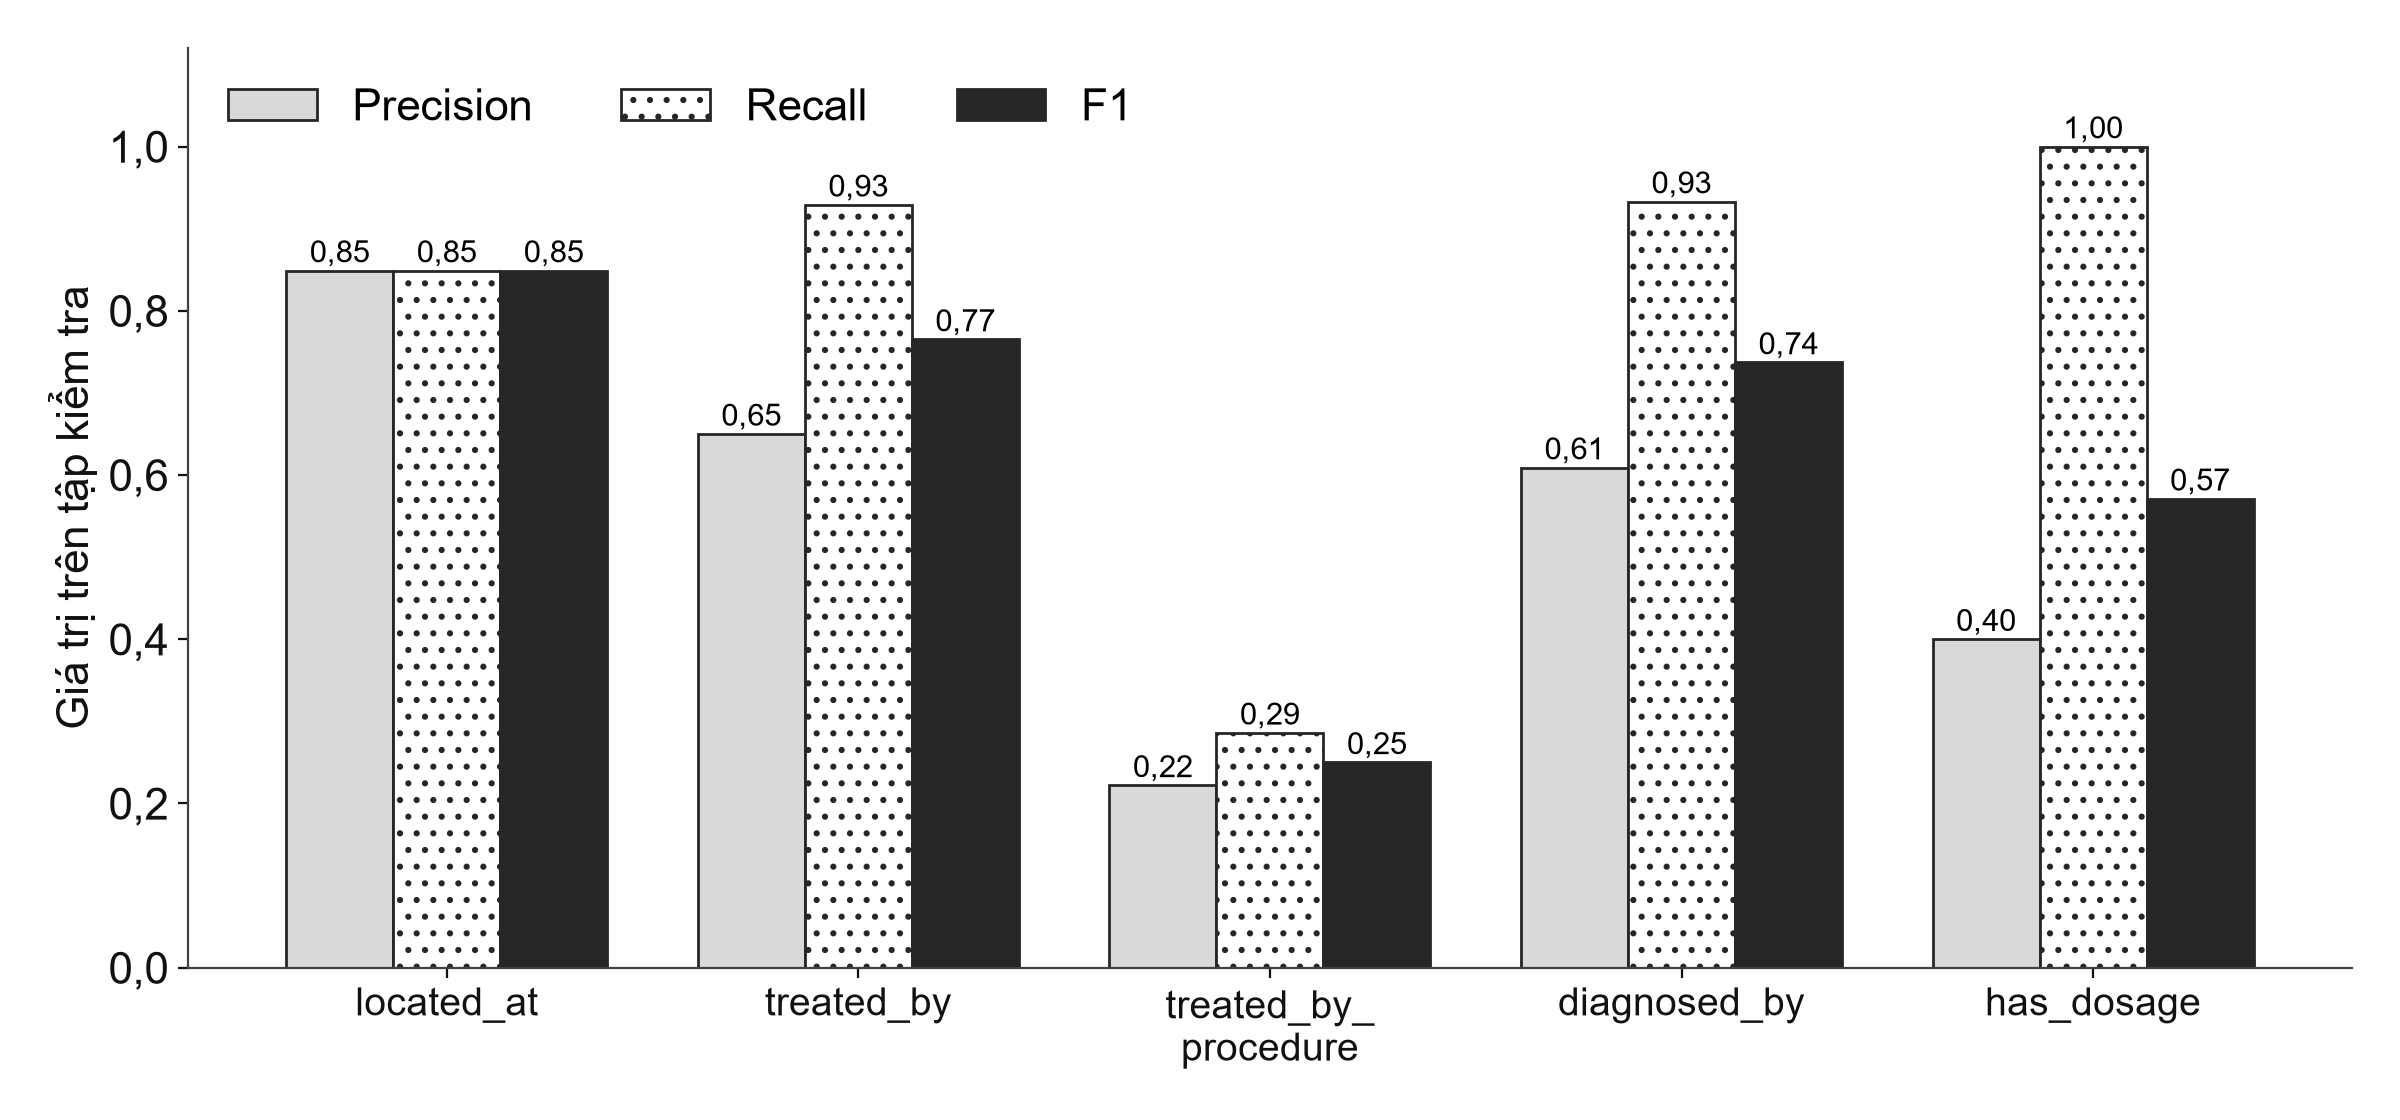 Precision Recall F1
Giá trị trên tập kiểm tra
1,0
0,8
0,6
0,4
0,2
0,0
0,85 0,85 0,85
0,65 0,93 0,77
0,22 0,29 0,25
0,61 0,93 0,74
0,40 1,00 0,57
located_at
treated_by
treated_by_
procedure
diagnosed_by
has_dosage